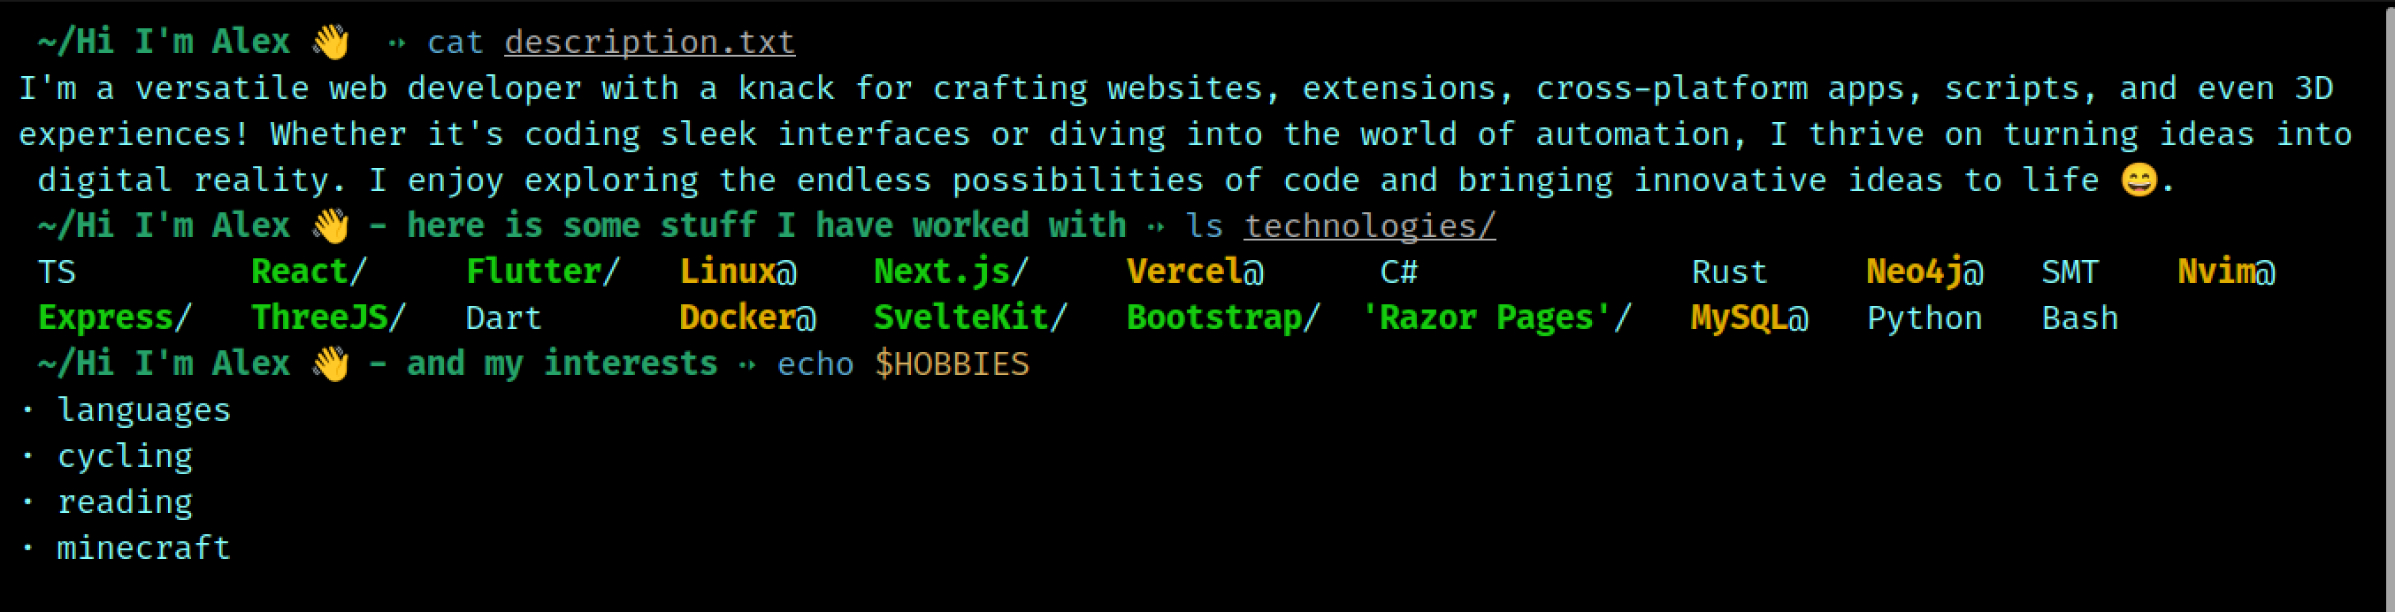 ~/Hi I'm Alex 👋 ·› cat description.txt
I'm a versatile web developer with a knack for crafting websites, extensions, cross-platform apps, scripts, and even 3D
experiences! Whether it's coding sleek interfaces or diving into the world of automation, I thrive on turning ideas into
digital reality. I enjoy exploring the endless possibilities of code and bringing innovative ideas to life 😄.
~/Hi I'm Alex 👋 - here is some stuff I have worked with ·› ls technologies/
TS React/ Flutter/ Linux@ Next.js/ Vercel@ C# Rust Neo4j@ SMT Nvim@
Express/ ThreeJS/ Dart Docker@ SvelteKit/ Bootstrap/ 'Razor Pages'/ MySQL@ Python Bash
~/Hi I'm Alex 👋 - and my interests ·› echo $HOBBIES
· languages
· cycling
· reading
· minecraft